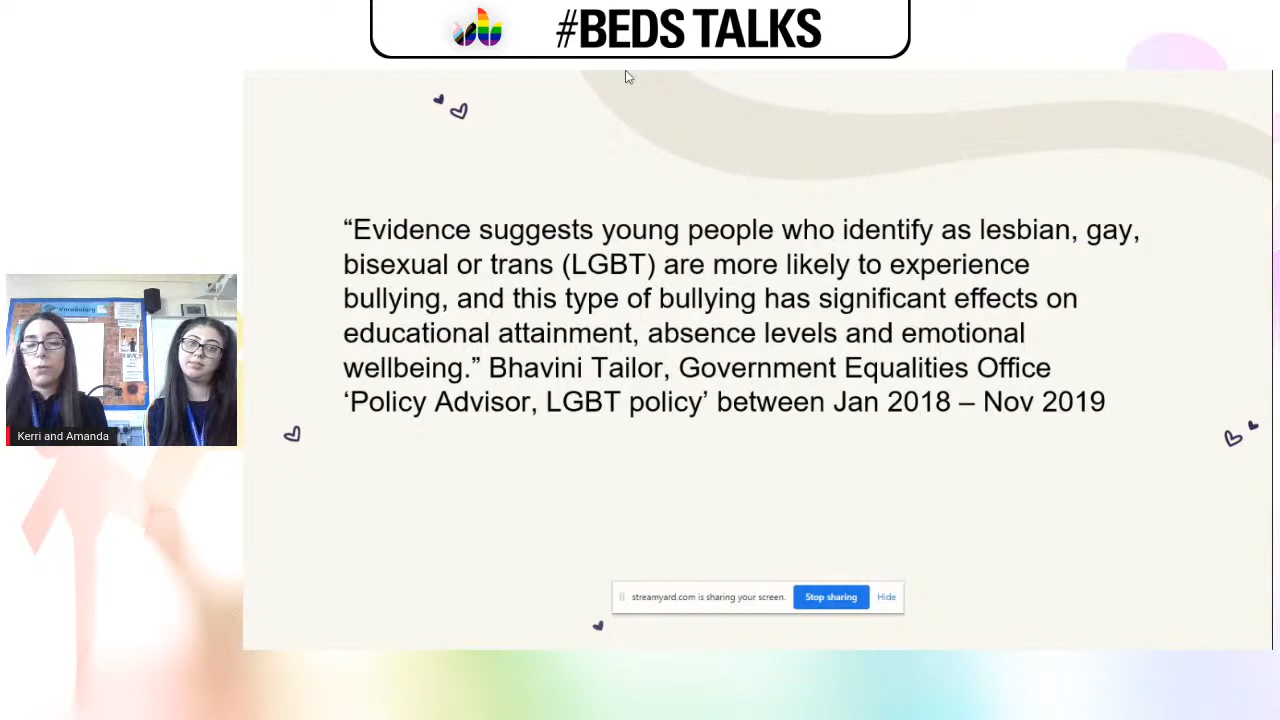 #BEDS TALKS
“Evidence suggests young people who identify as lesbian, gay,
bisexual or trans (LGBT) are more likely to experience
bullying, and this type of bullying has significant effects on
educational attainment, absence levels and emotional
wellbeing.” Bhavini Tailor, Government Equalities Office
‘Policy Advisor, LGBT policy’ between Jan 2018 – Nov 2019
Vocabulary
Kerri and Amanda
streamyard.com is sharing your screen.
Stop sharing
Hide